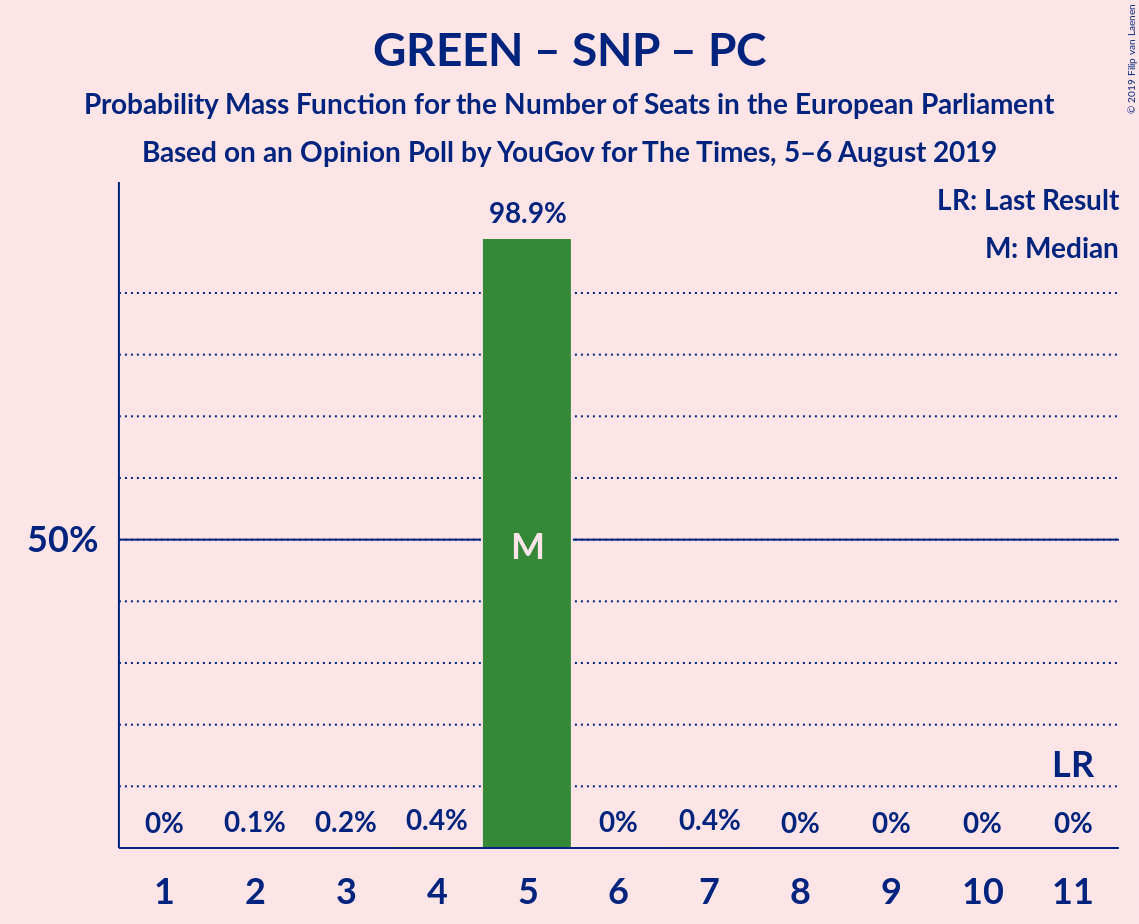 GREEN – SNP – PC
Probability Mass Function for the Number of Seats in the European Parliament
Based on an Opinion Poll by YouGov for The Times, 5–6 August 2019
© 2019 Filip van Laenen
LR: Last Result
M: Median
98.9%
50%
M
LR
0% 0.1% 0.2% 0.4% 0% 0.4% 0% 0% 0% 0%
1 2 3 4 5 6 7 8 9 10 11